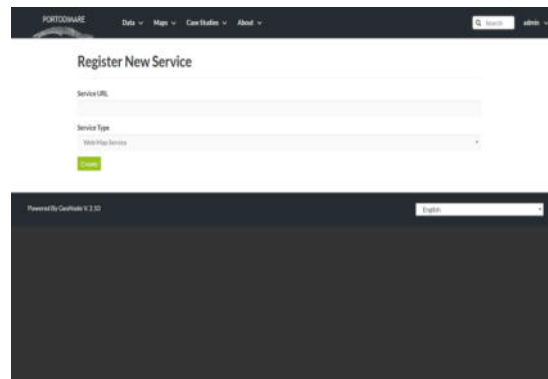 PORTODIMARE
Data Maps Case Studies About Search admin
Register New Service
Service URL
Service Type
Web Map Service
Create
Powered By GeoNode V. 2.10
English